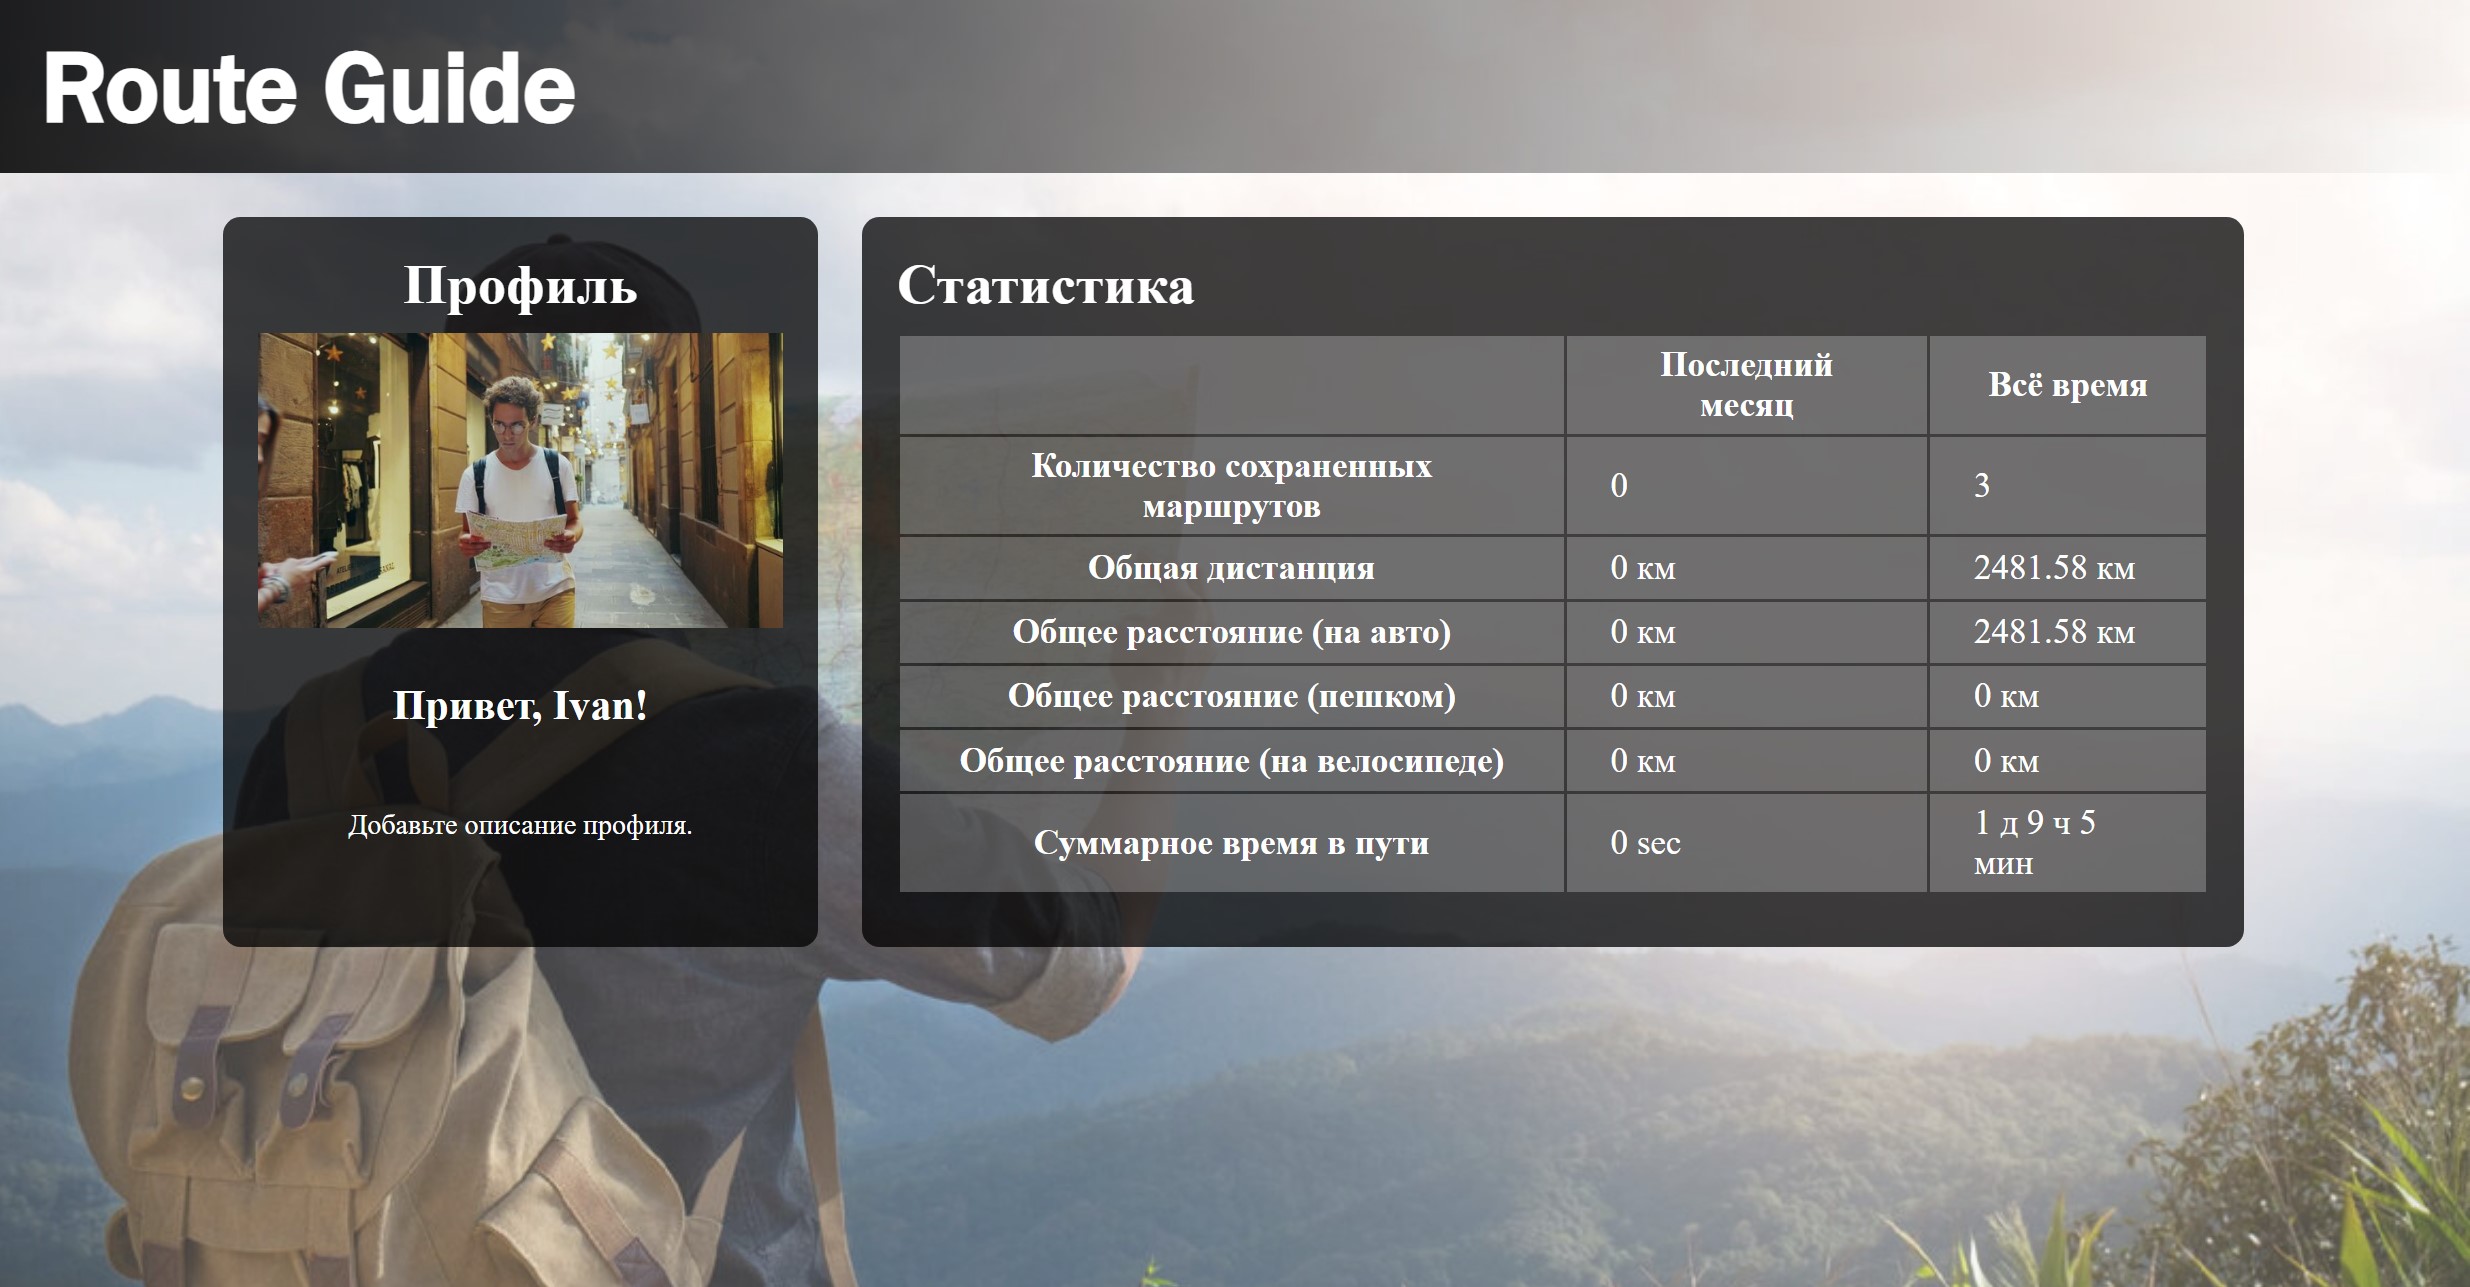 Route Guide
Профиль
Привет, Ivan!
Добавьте описание профиля.
Статистика
Последний
месяц
Всё время
Количество сохраненных
маршрутов
0
3
Общая дистанция
0 км
2481.58 км
Общее расстояние (на авто)
0 км
2481.58 км
Общее расстояние (пешком)
0 км
0 км
Общее расстояние (на велосипеде)
0 км
0 км
Суммарное время в пути
0 sec
1 д 9 ч 5
мин